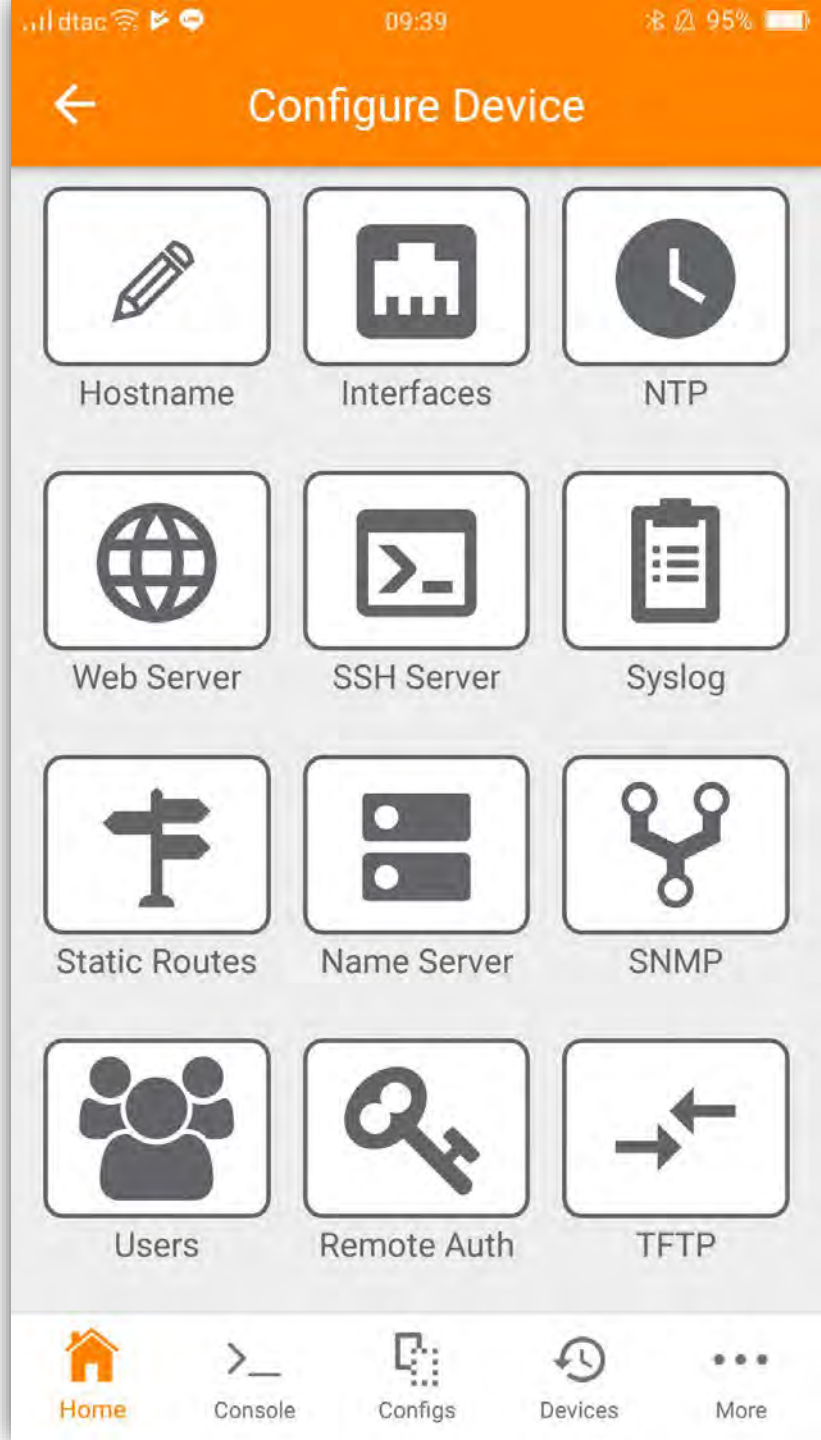 dtac 09:39 95%
Configure Device
Hostname Interfaces NTP
Web Server SSH Server Syslog
Static Routes Name Server SNMP
Users Remote Auth TFTP
Home Console Configs Devices More